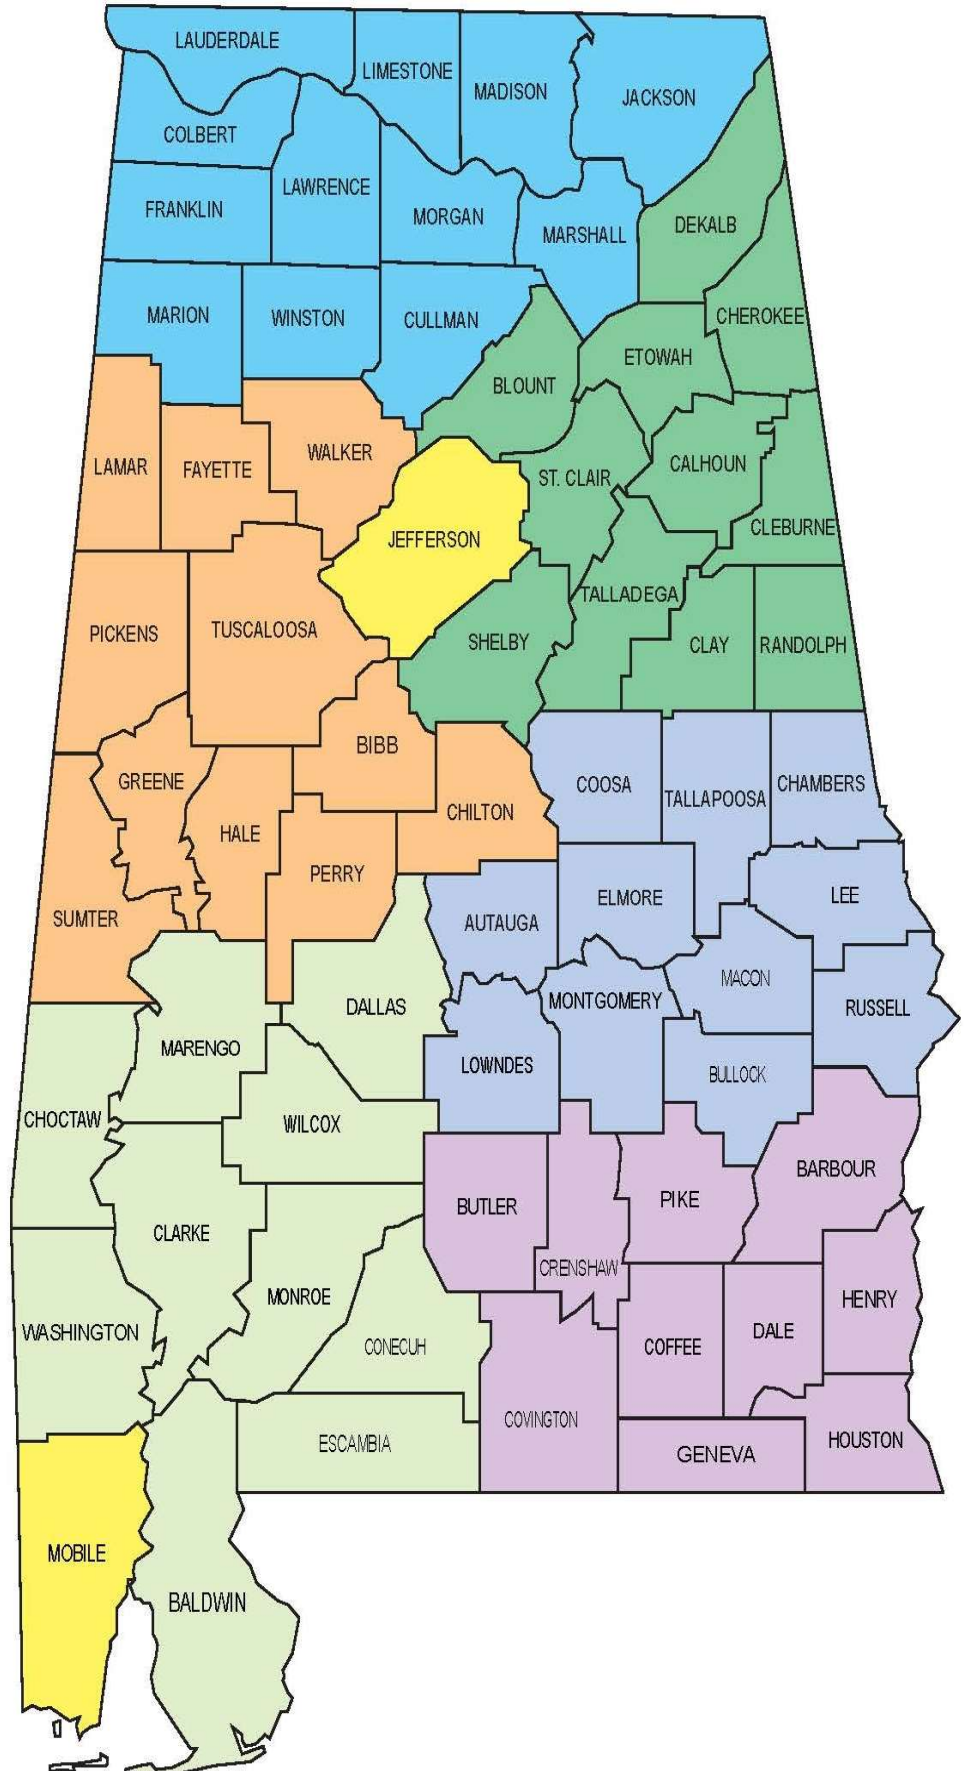 LAUDERDALE
LIMESTONE
MADISON
JACKSON
COLBERT
LAWRENCE
FRANKLIN
MORGAN
MARSHALL
DEKALB
MARION
WINSTON
CULLMAN
CHEROKEE
ETOWAH
BLOUNT
LAMAR
FAYETTE
WALKER
ST. CLAIR
CALHOUN
CLEBURNE
JEFFERSON
TALLADEGA
PICKENS
TUSCALOOSA
SHELBY
CLAY
RANDOLPH
BIBB
GREENE
COOSA
TALLAPOOSA
CHAMBERS
HALE
CHILTON
PERRY
SUMTER
AUTAUGA
ELMORE
LEE
MACON
DALLAS
MONTGOMERY
RUSSELL
MARENGO
LOWNDES
BULLOCK
CHOCTAW
WILCOX
BARBOUR
BUTLER
PIKE
CLARKE
CRENSHAW
MONROE
HENRY
WASHINGTON
CONECUH
COFFEE
DALE
COVINGTON
ESCAMBIA
GENEVA
HOUSTON
MOBILE
BALDWIN